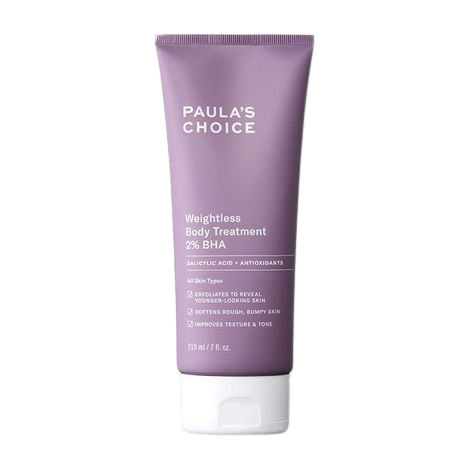 PAULA'S
CHOICE
Weightless
Body Treatment
2% BHA
SALICYLIC ACID + ANTIOXIDANTS
All Skin Types
EXFOLIATES TO REVEAL
YOUNGER-LOOKING SKIN
SOFTENS ROUGH, BUMPY SKIN
IMPROVES TEXTURE & TONE
210 ml / 7 fl. oz.